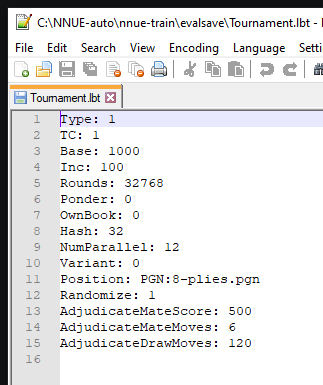 C:\NNUE-auto\nnue-train\evalsave\Tournament.lbt -
File Edit Search View Encoding Language
Tournament.lbt
1 Type: 1
2 TC: 1
3 Base: 1000
4 Inc: 100
5 Rounds: 32768
6 Ponder: 0
7 OwnBook: 0
8 Hash: 32
9 NumParallel: 12
10 Variant: 0
11 Position: PGN:8-plies.pgn
12 Randomize: 1
13 AdjudicateMateScore: 500
14 AdjudicateMateMoves: 6
15 AdjudicateDrawMoves: 120
16